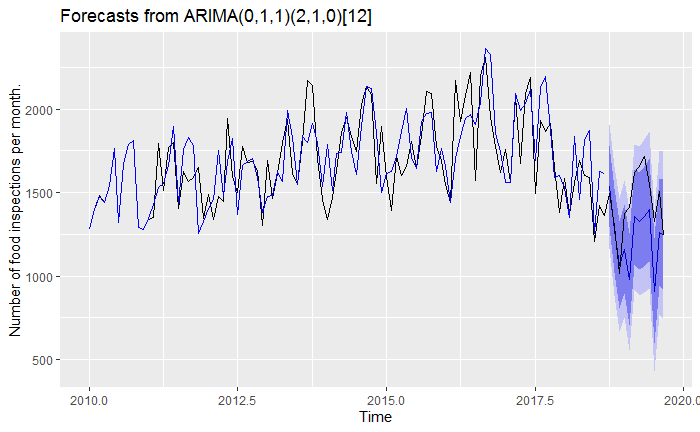 Forecasts from ARIMA(0,1,1)(2,1,0)[12]
Number of food inspections per month.
2000
1500
1000
500
2010.0 2012.5 2015.0 2017.5 2020.0
Time